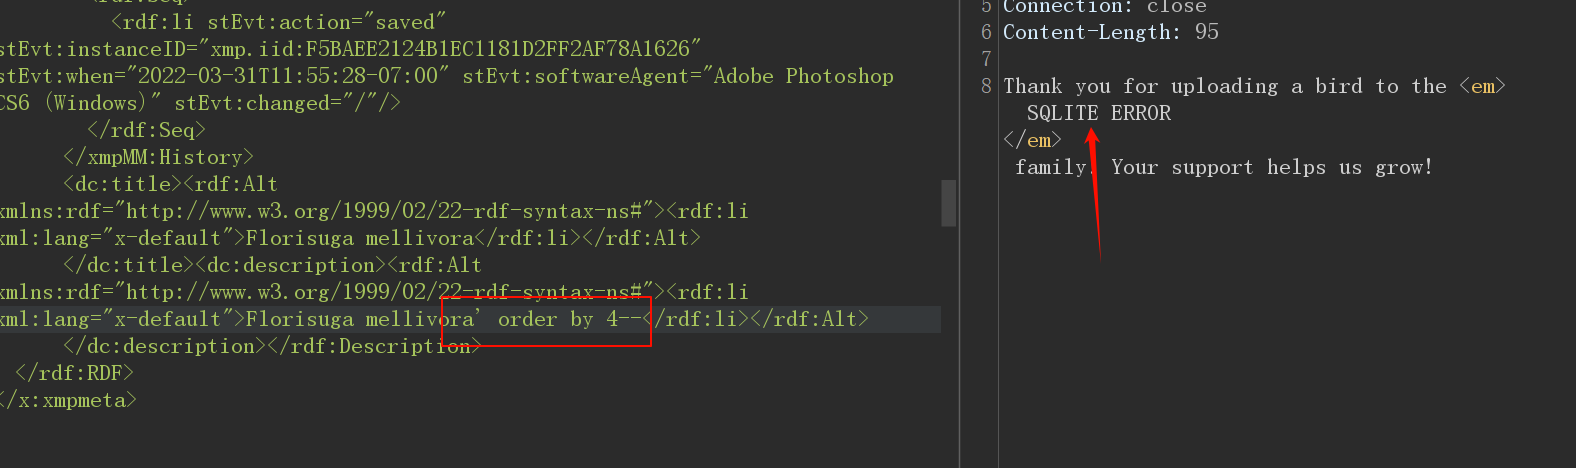 <rdf:Seq>
<rdf:li stEvt:action="saved"
stEvt:instanceID="xmp.iid:F5BAEE2124B1EC1181D2FF2AF78A1626"
stEvt:when="2022-03-31T11:55:28-07:00" stEvt:softwareAgent="Adobe Photoshop
CS6 (Windows)" stEvt:changed="/"/>
</rdf:Seq>
</xmpMM:History>
<dc:title><rdf:Alt
xmlns:rdf="http://www.w3.org/1999/02/22-rdf-syntax-ns#"><rdf:li
xml:lang="x-default">Florisuga mellivora</rdf:li></rdf:Alt>
</dc:title><dc:description><rdf:Alt
xmlns:rdf="http://www.w3.org/1999/02/22-rdf-syntax-ns#"><rdf:li
xml:lang="x-default">Florisuga mellivora' order by 4--</rdf:li></rdf:Alt>
</dc:description></rdf:Description>
</rdf:RDF>
</x:xmpmeta>
5 Connection: close
6 Content-Length: 95
7
8 Thank you for uploading a bird to the <em>
SQLITE ERROR
</em>
family. Your support helps us grow!